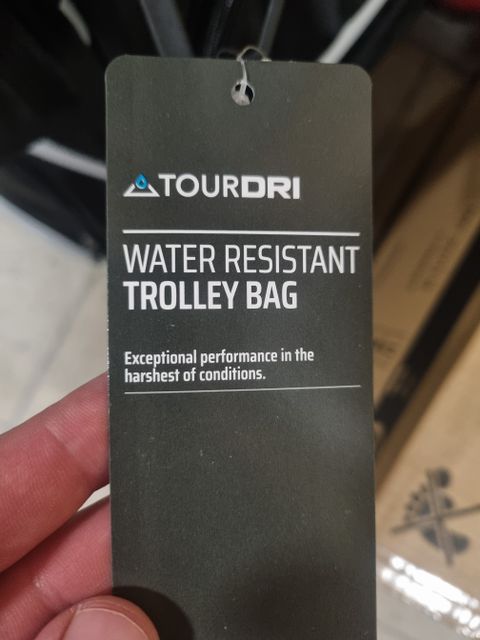 TOURDRI
WATER RESISTANT
TROLLEY BAG
Exceptional performance in the
harshest of conditions.